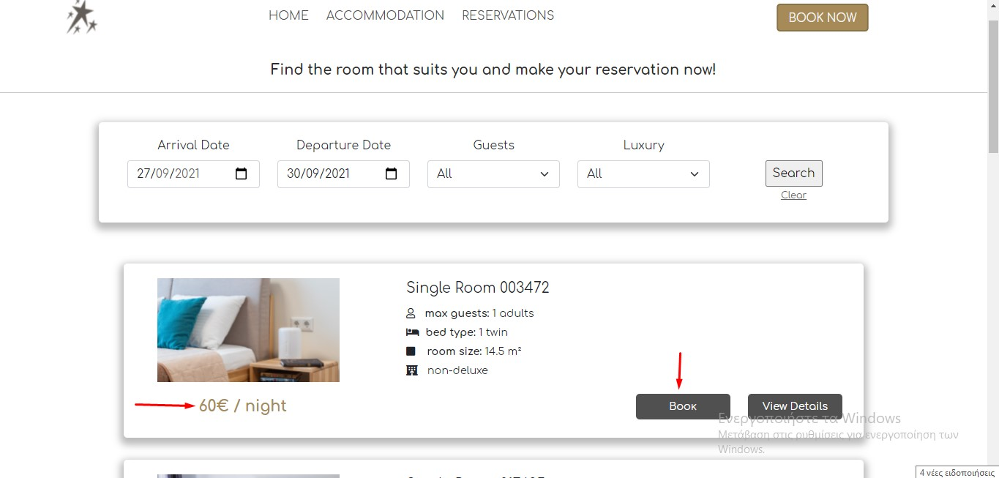 HOME ACCOMMODATION RESERVATIONS BOOK NOW
Find the room that suits you and make your reservation now!
Arrival Date Departure Date Guests Luxury
27/09/2021 30/09/2021 All All Search
Clear
Single Room 003472
max guests: 1 adults
bed type: 1 twin
room size: 14.5 m²
non-deluxe
60€ / night Book View Details
Ενεργοποιήστε τα Windows
Μετάβαση στις ρυθμίσεις για ενεργοποίηση των
Windows.
4 νέες ειδοποιήσεις